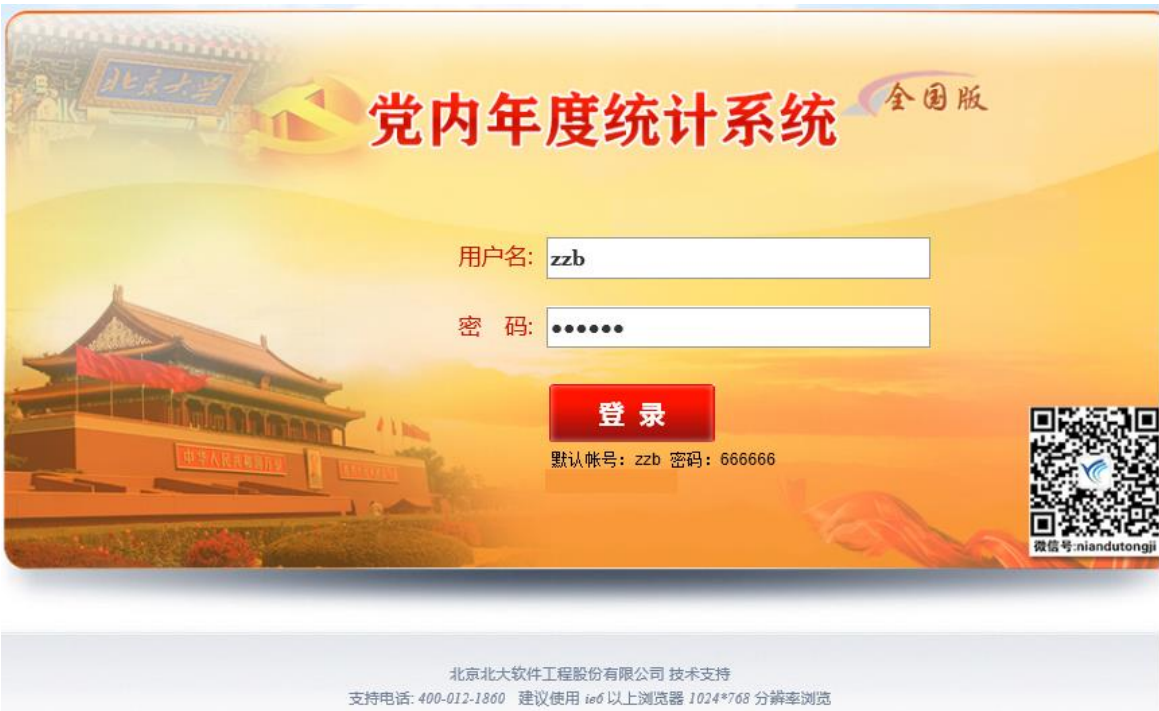 北京大学
党内年度统计系统
全国版
用户名: zzb
密 码: ●●●●●●
登 录
默认帐号: zzb 密码: 666666
微信号:niandutongji
北京北大软件工程股份有限公司 技术支持
支持电话: 400-012-1860 建议使用 ie6 以上浏览器 1024*768 分辨率浏览